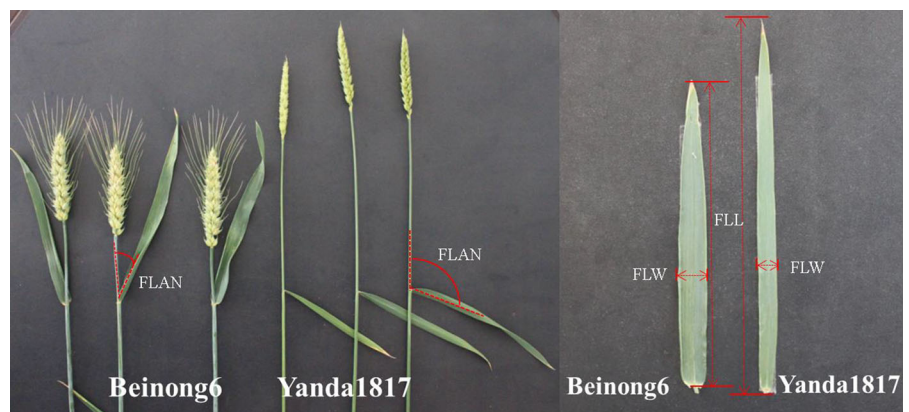 FLAN
FLAN
Beinong6
Yanda1817
FLL
FLW
FLW
Beinong6
Yanda1817